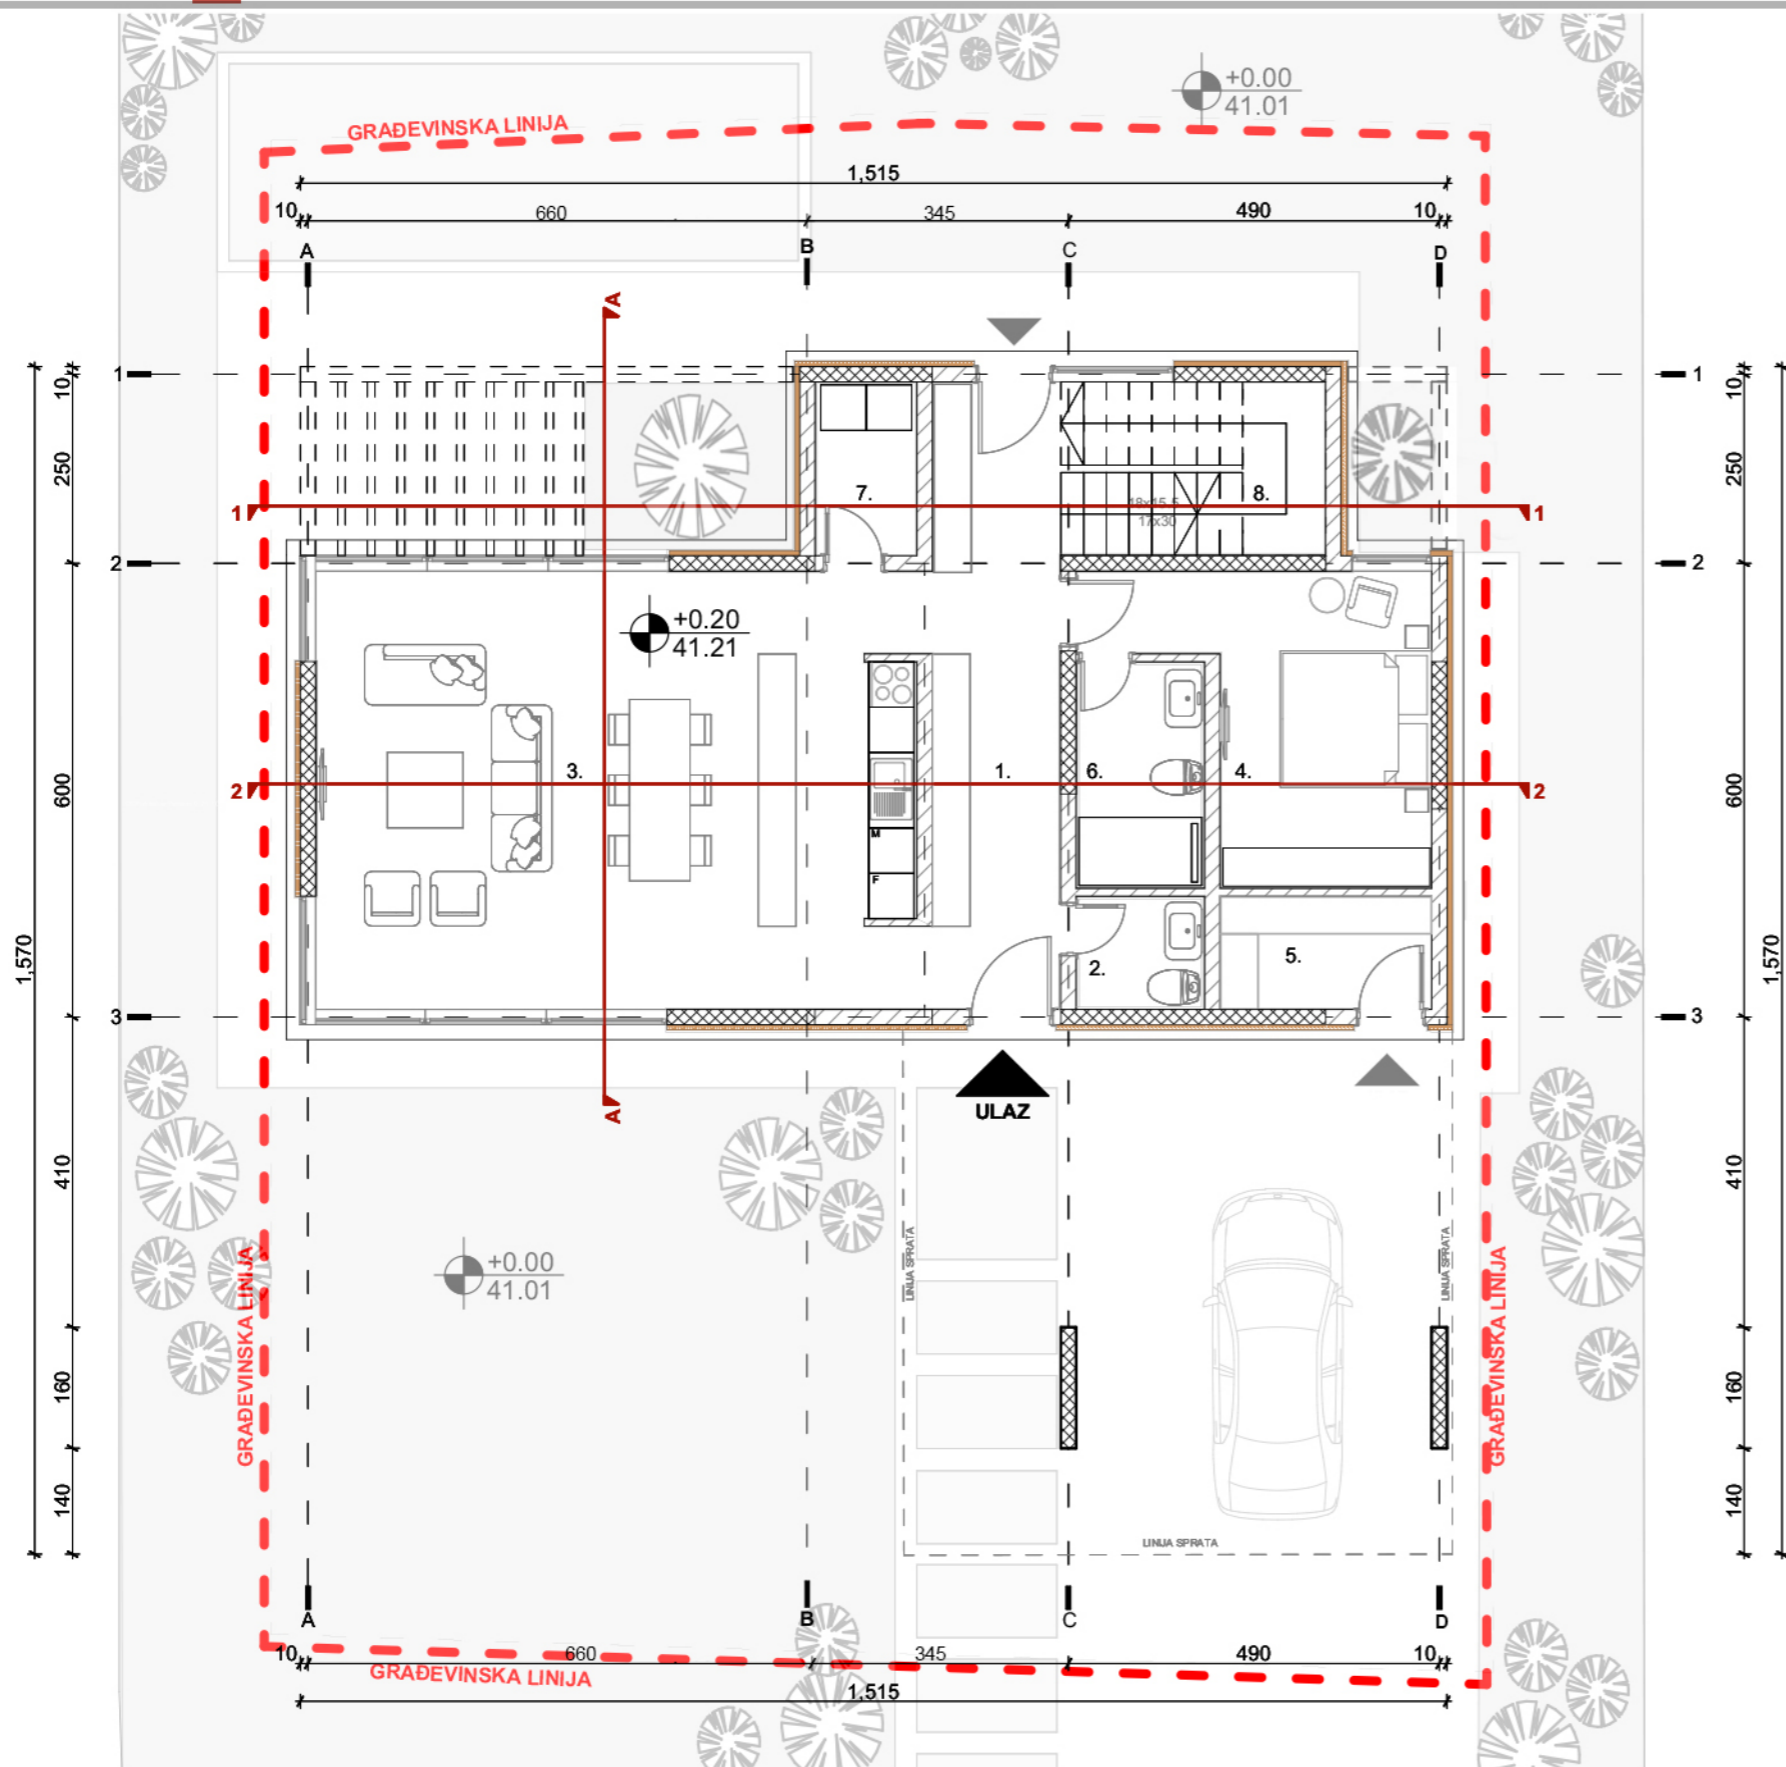 +0.00
41.01
GRAĐEVINSKA LINIJA
1,515
10
660
345
490
10
A
B
C
D
A
1
1
10
250
600
410
160
140
1,570
10
250
600
410
160
140
1,570
7.
8.
18x15.5
17x30
1
1
2
2
+0.20
41.21
3.
1.
6.
4.
2
2
M
F
5.
2.
3
3
ULAZ
A
LINIJA SPRATA
LINIJA SPRATA
+0.00
41.01
GRAĐEVINSKA LINIJA
GRAĐEVINSKA LINIJA
LINIJA SPRATA
A
B
C
D
10
660
345
490
10
GRAĐEVINSKA LINIJA
1,515